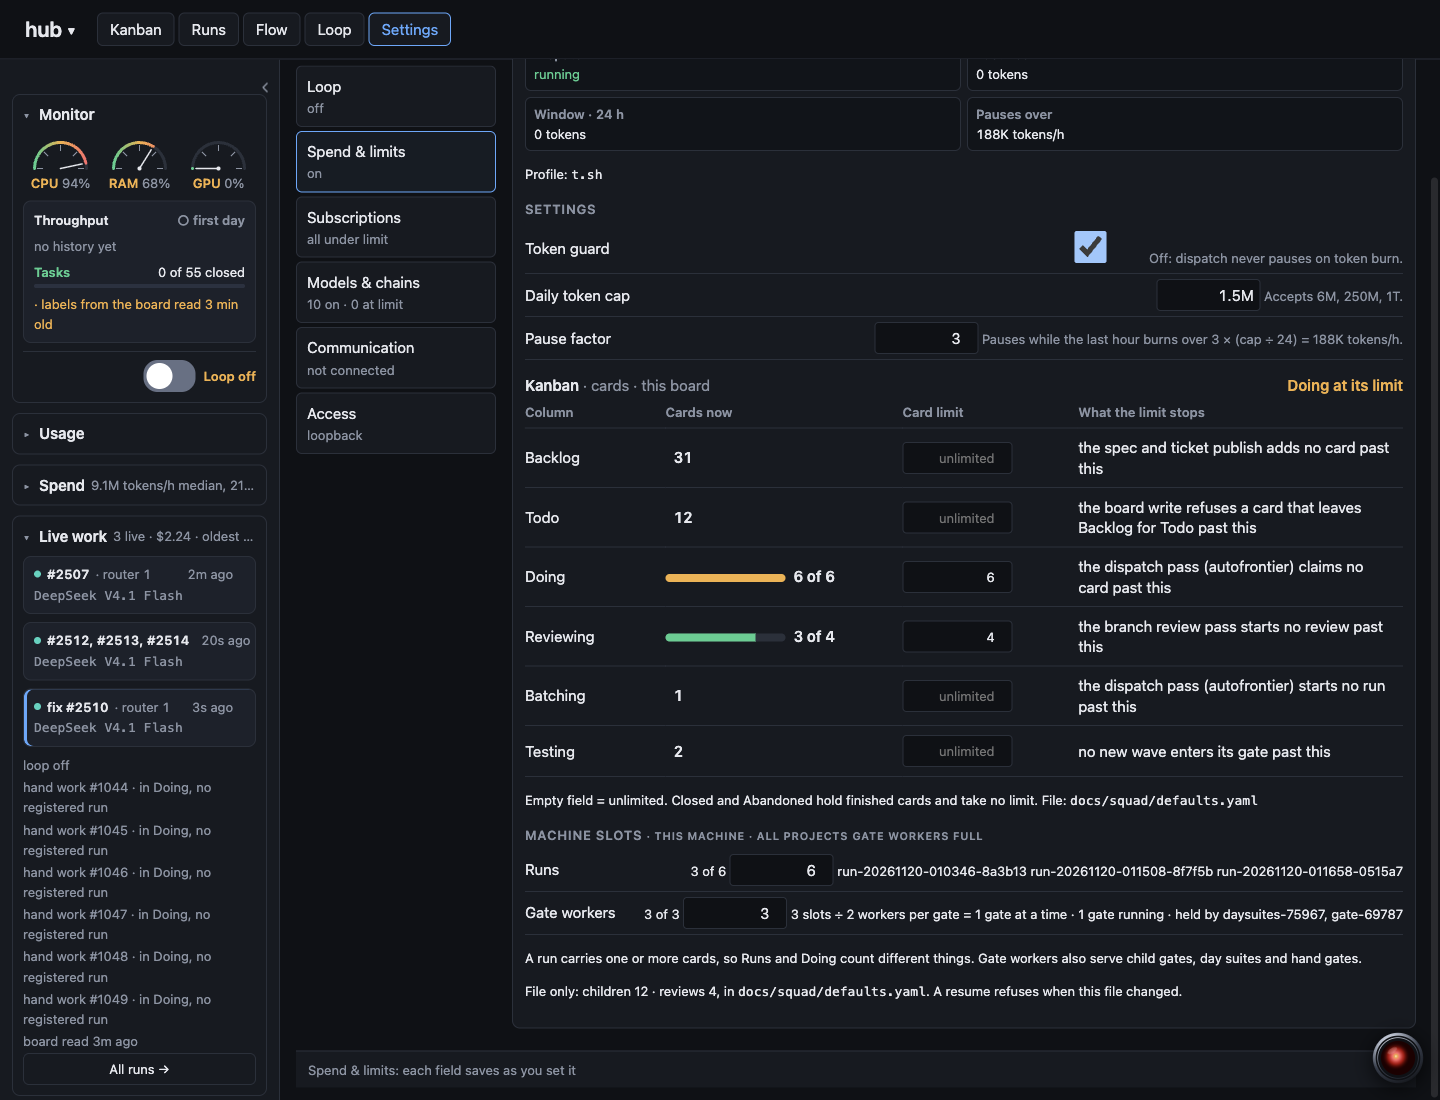 hub ▾
Kanban
Runs
Flow
Loop
Settings
Monitor
CPU 94%
RAM 68%
GPU 0%
Throughput
first day
no history yet
Tasks
0 of 55 closed
· labels from the board read 3 min
old
Loop off
Usage
Spend 9.1M tokens/h median, 21...
Live work 3 live · $2.24 · oldest ...
#2507 · router 1 2m ago
DeepSeek V4.1 Flash
#2512, #2513, #2514 20s ago
DeepSeek V4.1 Flash
fix #2510 · router 1 3s ago
DeepSeek V4.1 Flash
loop off
hand work #1044 · in Doing, no
registered run
hand work #1045 · in Doing, no
registered run
hand work #1046 · in Doing, no
registered run
hand work #1047 · in Doing, no
registered run
hand work #1048 · in Doing, no
registered run
hand work #1049 · in Doing, no
registered run
board read 3m ago
All runs →
Loop
off
Spend & limits
on
Subscriptions
all under limit
Models & chains
10 on · 0 at limit
Communication
not connected
Access
loopback
running
0 tokens
Window · 24 h
0 tokens
Pauses over
188K tokens/h
Profile: t.sh
SETTINGS
Token guard
Off: dispatch never pauses on token burn.
Daily token cap
1.5M
Accepts 6M, 250M, 1T.
Pause factor
3
Pauses while the last hour burns over 3 × (cap ÷ 24) = 188K tokens/h.
Kanban · cards · this board
Doing at its limit
Column
Cards now
Card limit
What the limit stops
Backlog
31
unlimited
the spec and ticket publish adds no card past
this
Todo
12
unlimited
the board write refuses a card that leaves
Backlog for Todo past this
Doing
6 of 6
6
the dispatch pass (autofrontier) claims no
card past this
Reviewing
3 of 4
4
the branch review pass starts no review past
this
Batching
1
unlimited
the dispatch pass (autofrontier) starts no run
past this
Testing
2
unlimited
no new wave enters its gate past this
Empty field = unlimited. Closed and Abandoned hold finished cards and take no limit. File: docs/squad/defaults.yaml
MACHINE SLOTS · THIS MACHINE · ALL PROJECTS GATE WORKERS FULL
Runs
3 of 6
6
run-20261120-010346-8a3b13 run-20261120-011508-8f7f5b run-20261120-011658-0515a7
Gate workers
3 of 3
3
3 slots ÷ 2 workers per gate = 1 gate at a time · 1 gate running · held by daysuites-75967, gate-69787
A run carries one or more cards, so Runs and Doing count different things. Gate workers also serve child gates, day suites and hand gates.
File only: children 12 · reviews 4, in docs/squad/defaults.yaml. A resume refuses when this file changed.
Spend & limits: each field saves as you set it